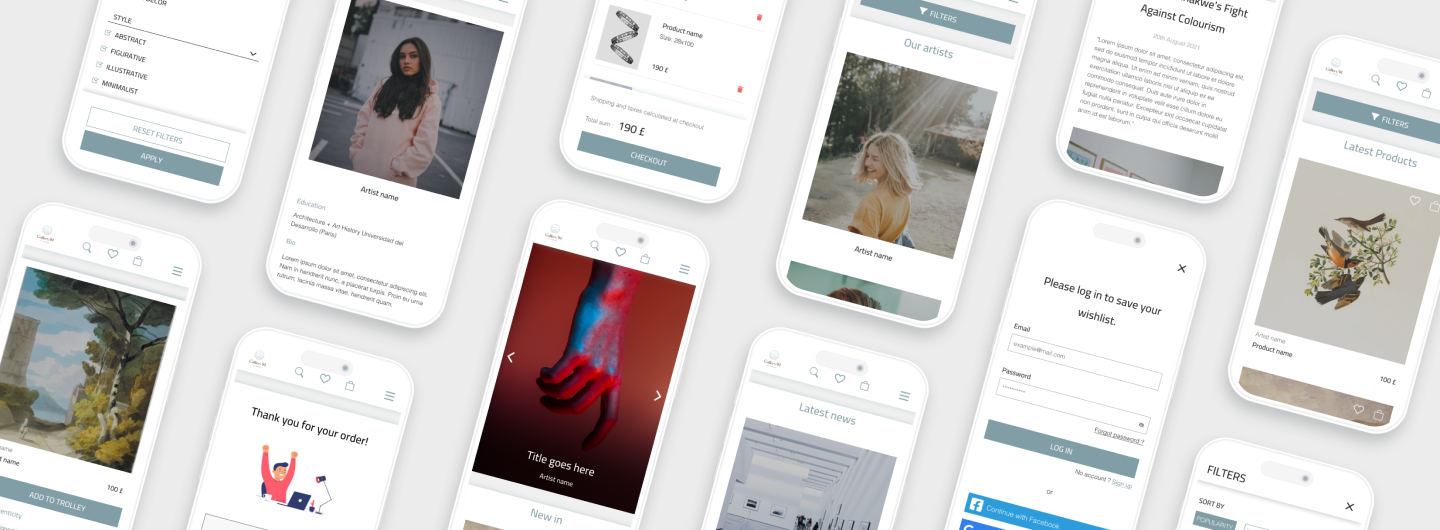 DECOR
STYLE
ABSTRACT
FIGURATIVE
ILLUSTRATIVE
MINIMALIST
RESET FILTERS
APPLY
Artist name
Education
Architecture + Art History Universidad del
Desarrollo (Paris)
Bio
Lorem ipsum dolor sit amet, consectetur adipiscing elit.
Nam in hendrerit nunc, a placerat turpis. Proin eu urna
rutrum, lacinia massa vitae, hendrerit quam.
Product name
Size: 28x100
190 £
Shipping and taxes calculated at checkout
Total sum : 190 £
CHECKOUT
FILTERS
Our artists
Artist name
Fight
Against Colourism
20th August 2021
"Lorem ipsum dolor sit amet, consectetur adipiscing elit,
sed do eiusmod tempor incididunt ut labore et dolore
magna aliqua. Ut enim ad minim veniam, quis nostrud
exercitation ullamco laboris nisi ut aliquip ex ea
commodo consequat. Duis aute irure dolor in
reprehenderit in voluptate velit esse cillum dolore eu
fugiat nulla pariatur. Excepteur sint occaecat cupidatat
non proident, sunt in culpa qui officia deserunt mollit
anim id est laborum."
FILTERS
Latest Products
Artist name
Product name
100 £
name
100 £
ADD TO TROLLEY
Thank you for your order!
Title goes here
Artist name
New in
Latest news
Please log in to save your
wishlist.
Email
example@mail.com
Password
Forgot password ?
LOG IN
No account ? Sign up
or
Continue with Facebook
FILTERS
SORT BY
POPULARITY